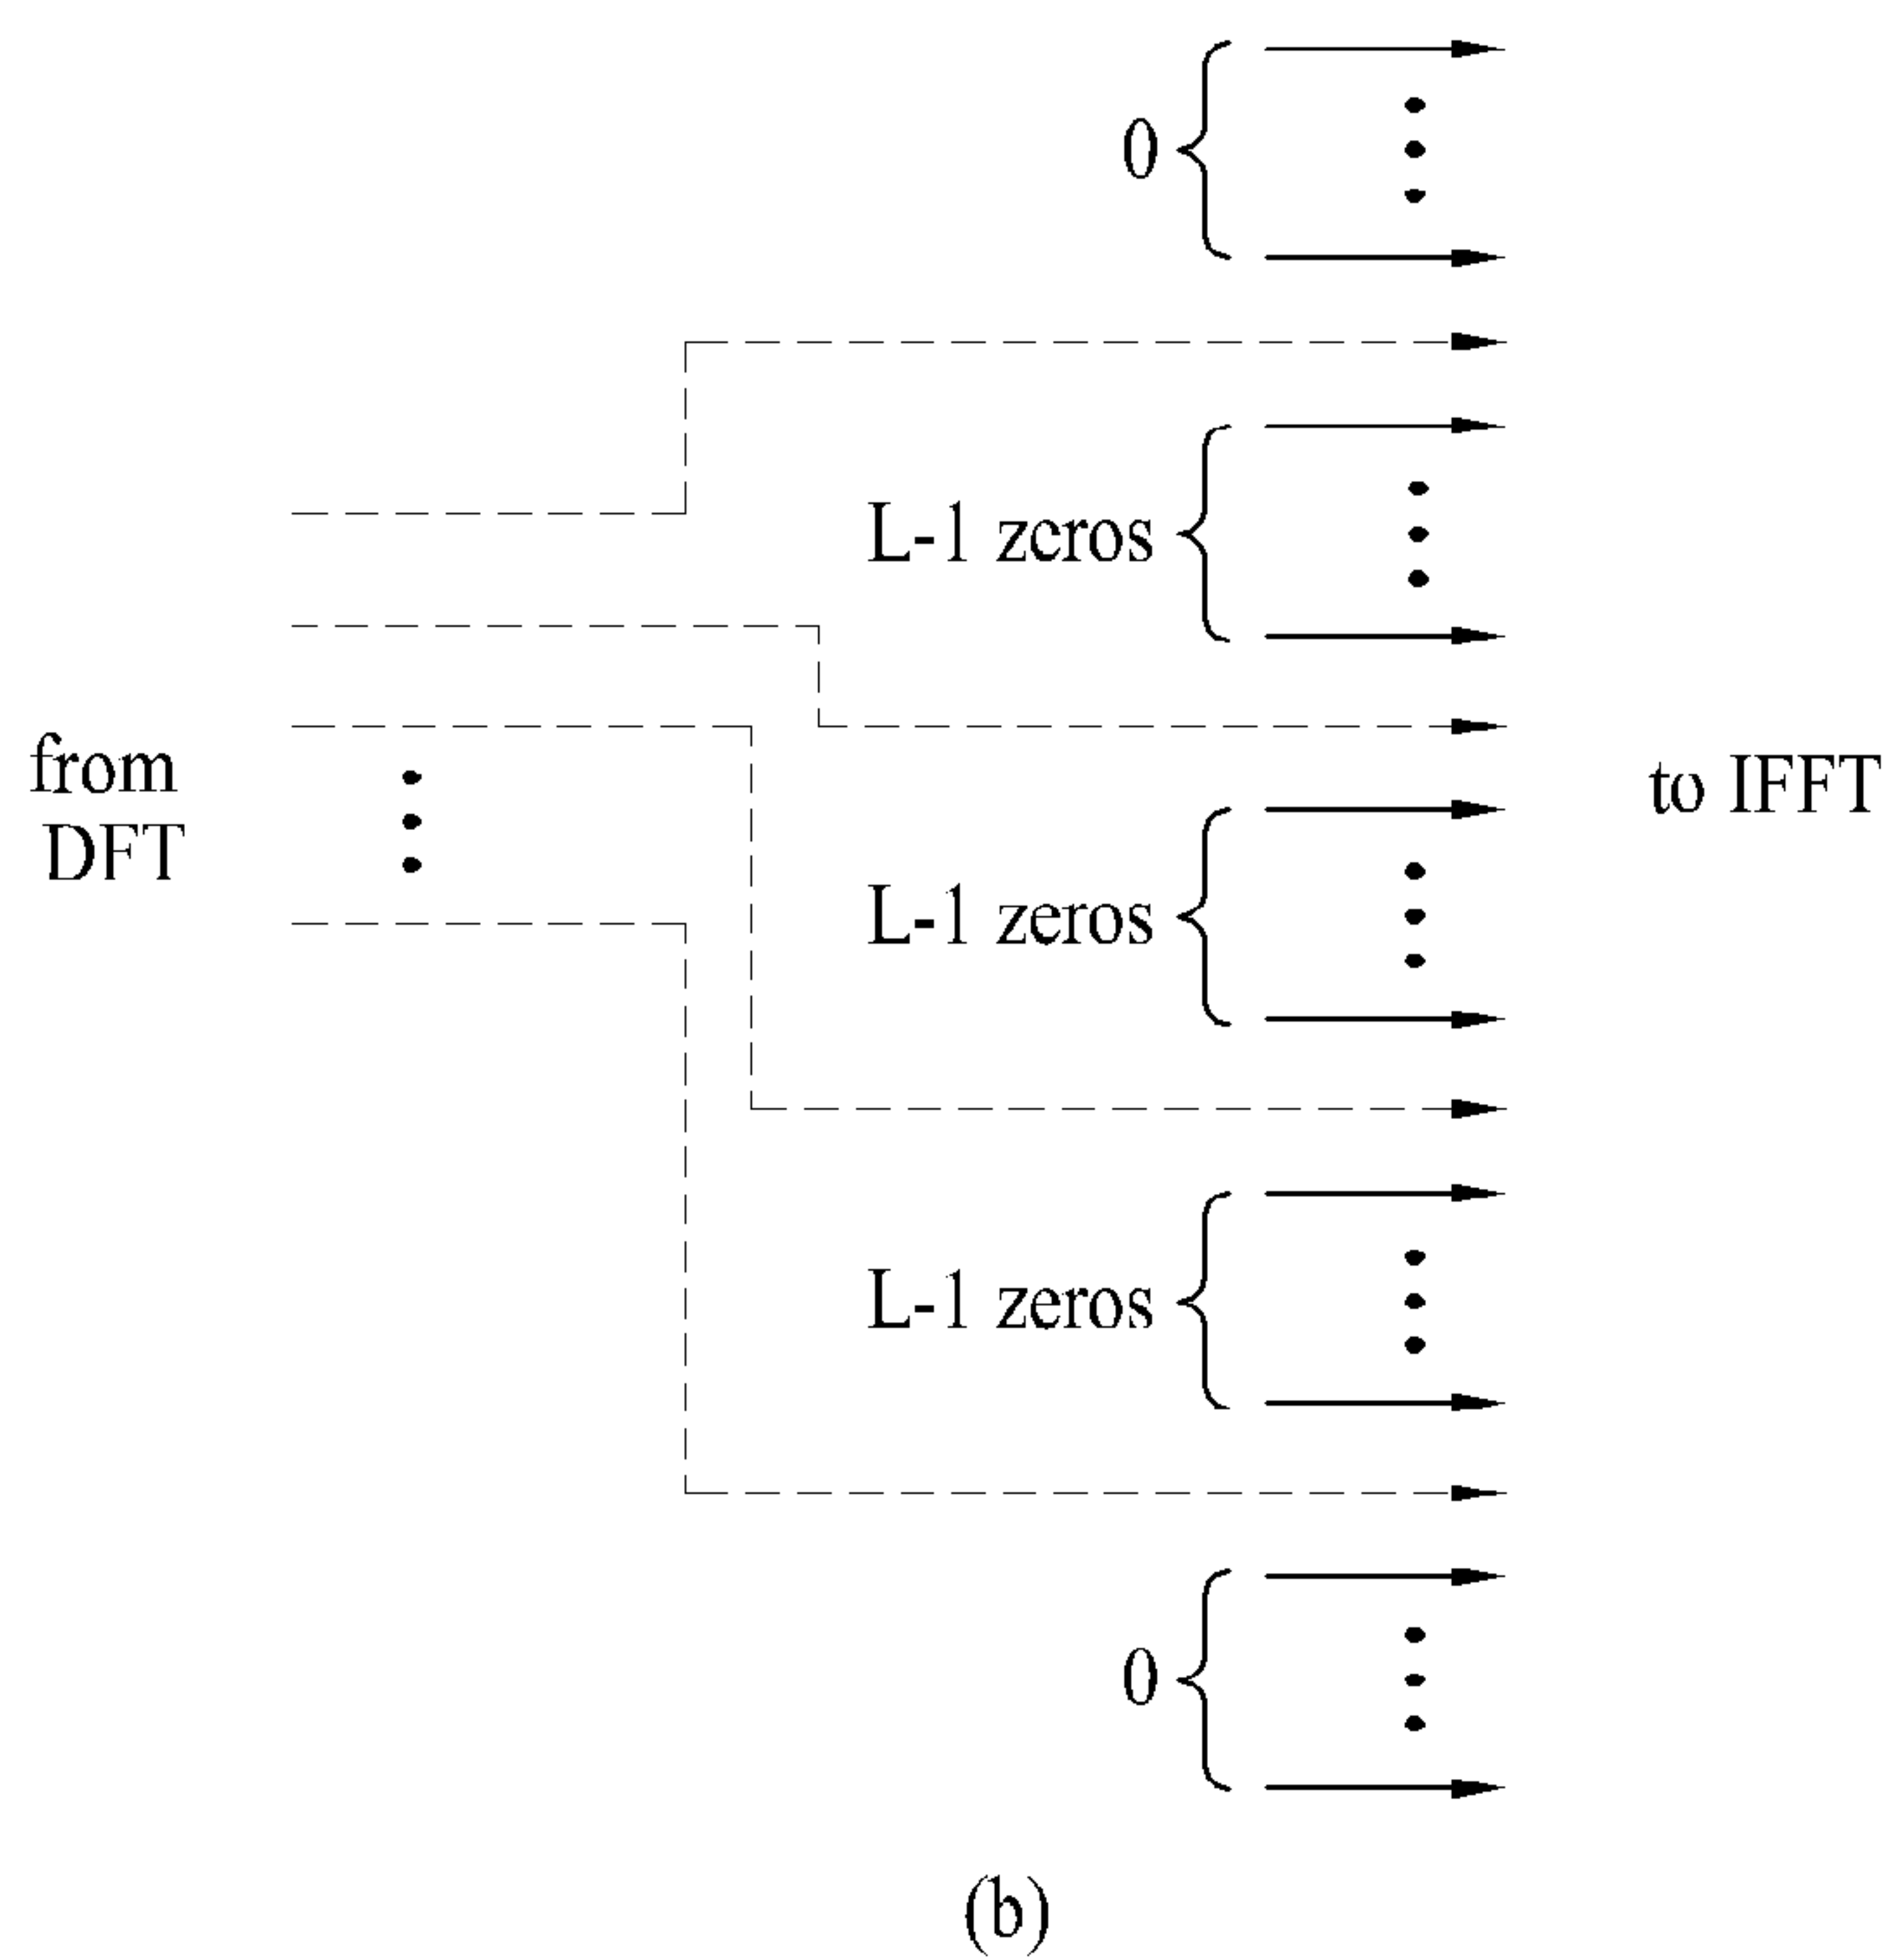 0
L-1 zcros
from
DFT
to IFFT
L-1 zeros
L-1 zeros
0
(b)